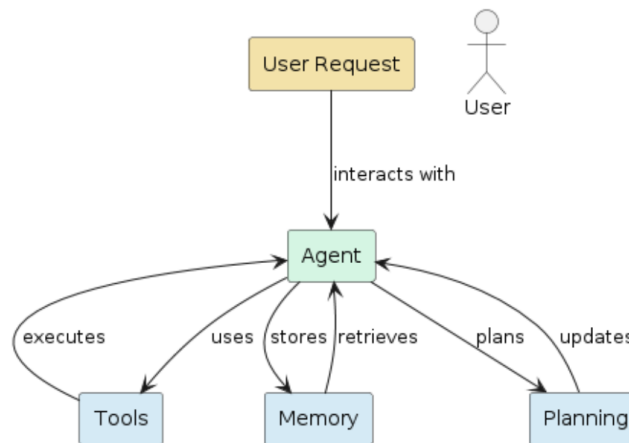 User Request
User
interacts with
Agent
executes
uses
stores
retrieves
plans
updates
Tools
Memory
Planning